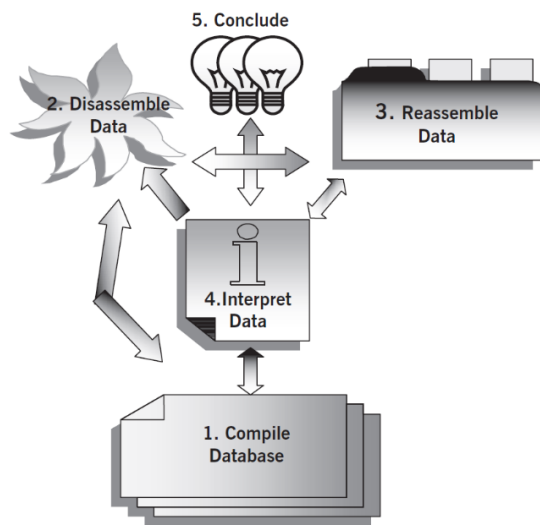 5. Conclude
2. Disassemble
Data
3. Reassemble
Data
4.Interpret
Data
1. Compile
Database